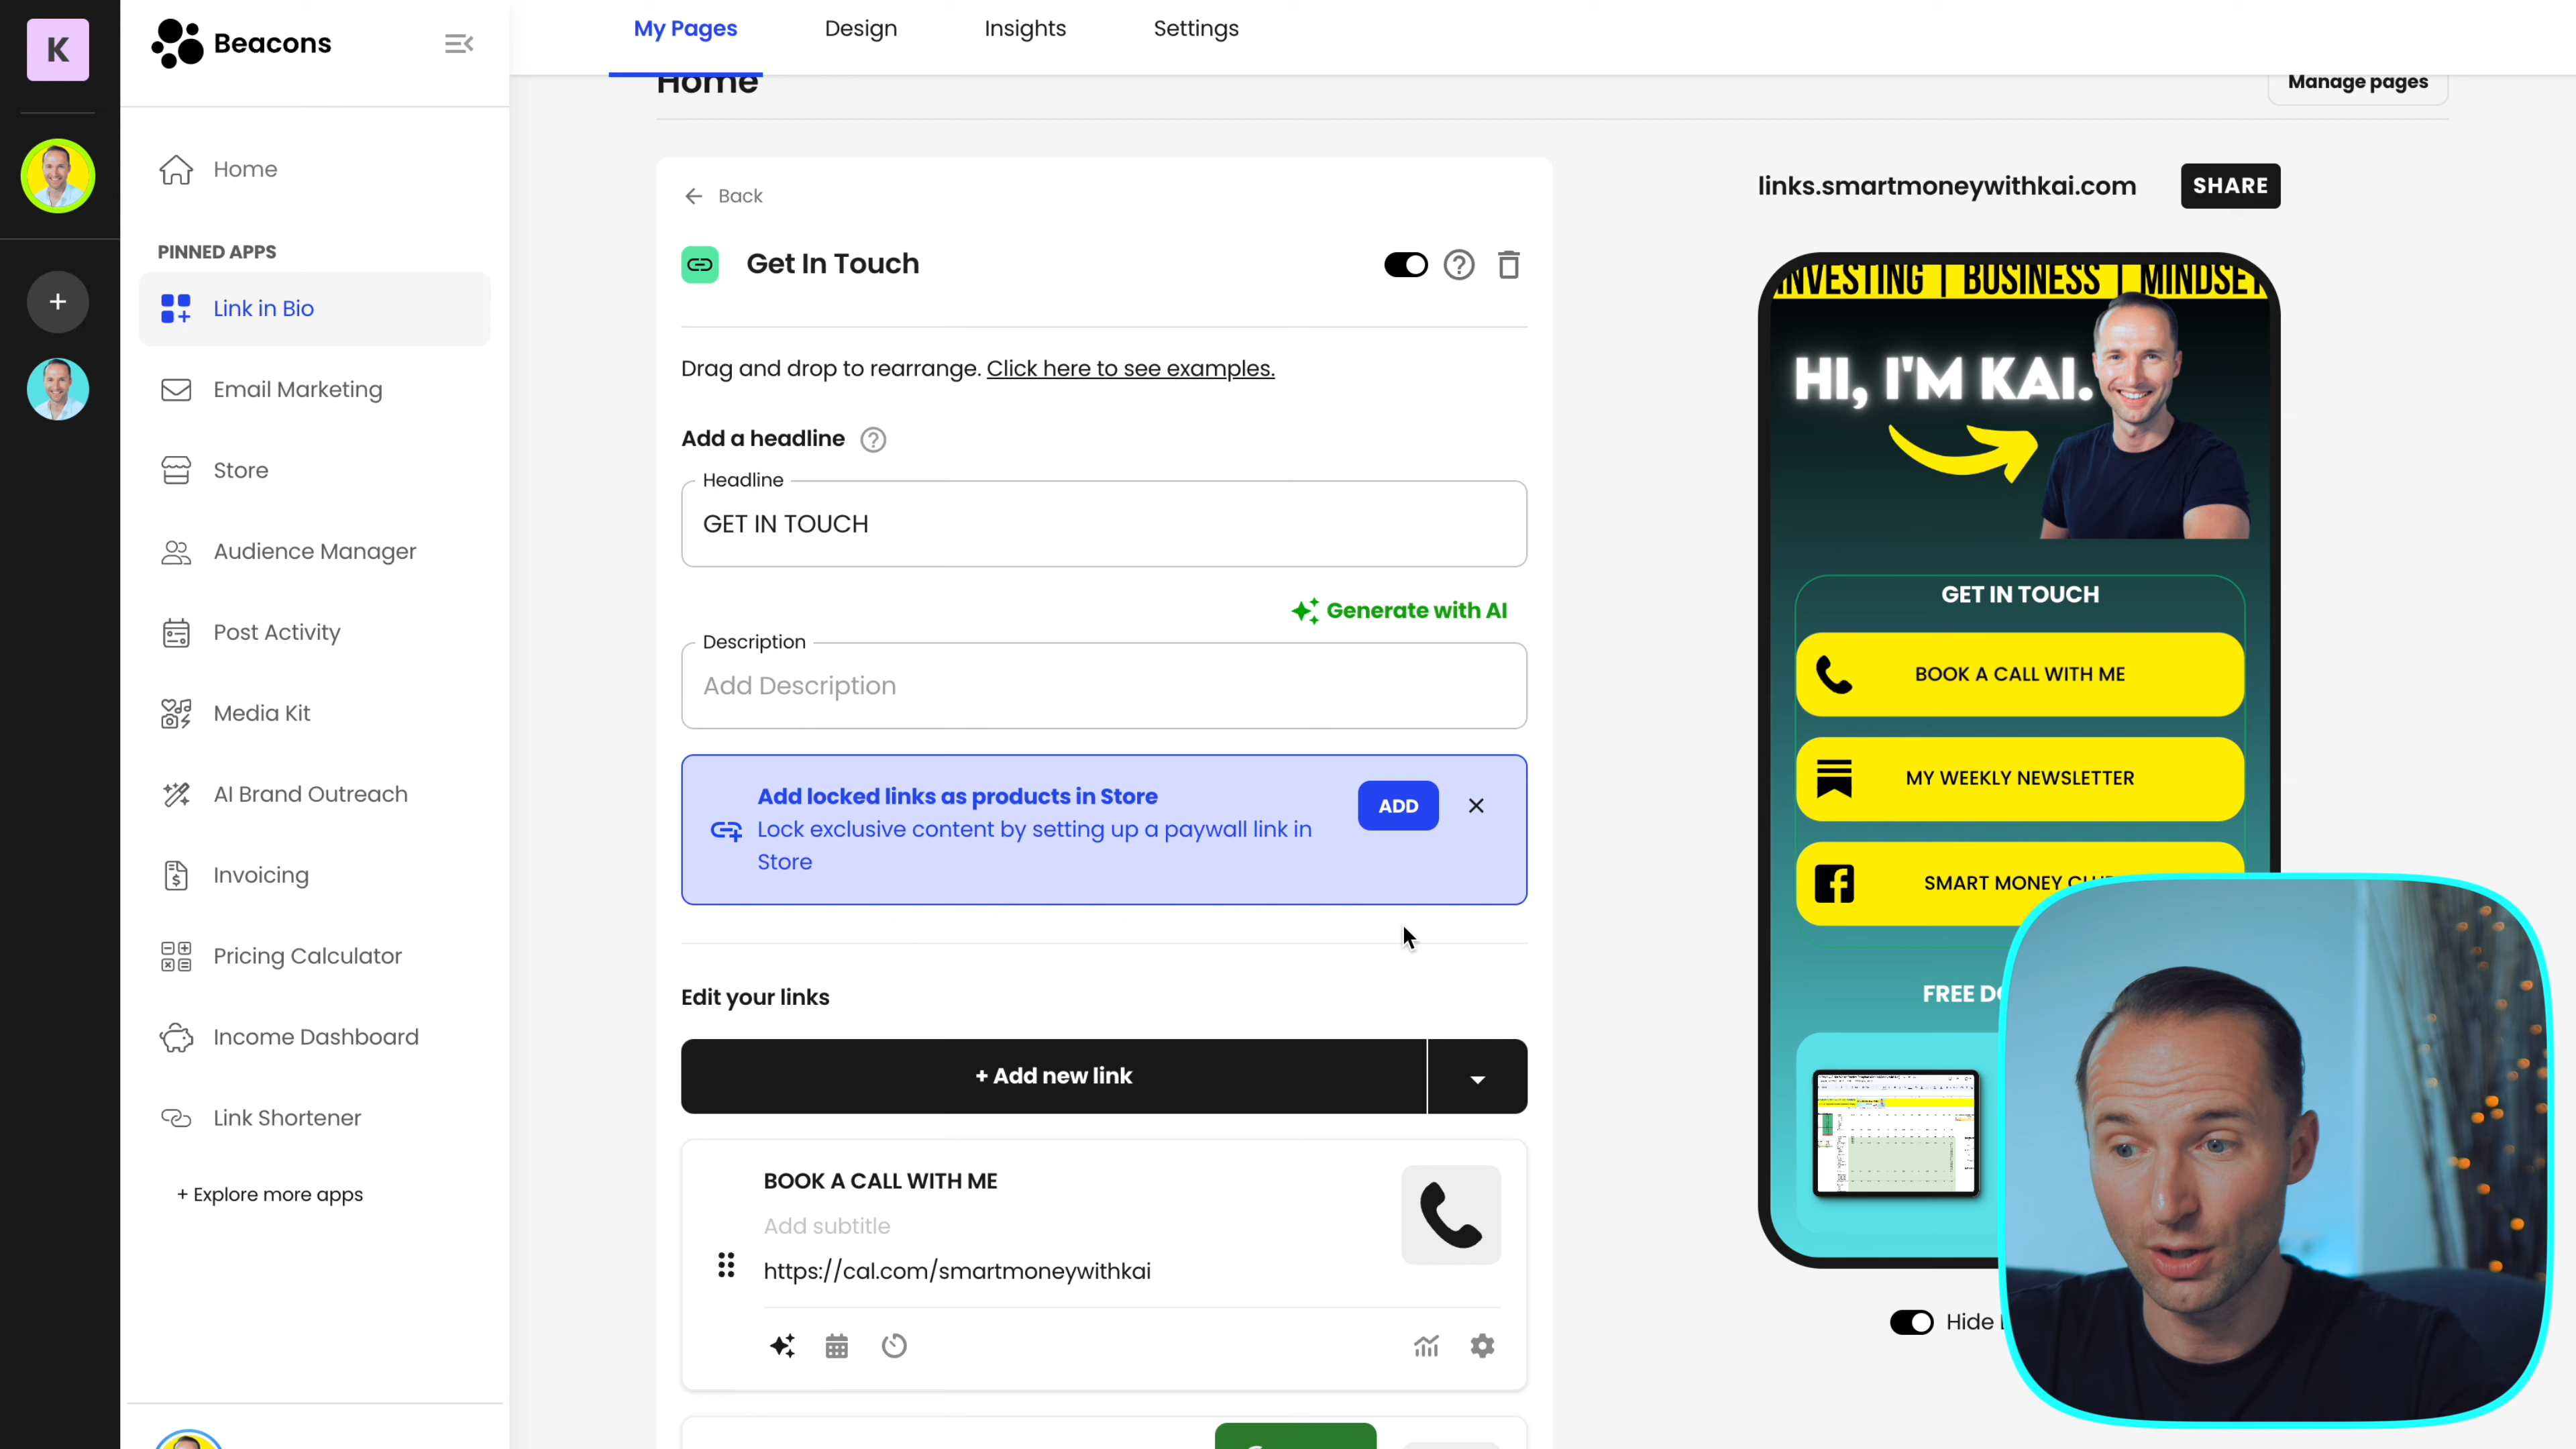 K
Beacons
Home
PINNED APPS
Link in Bio
Email Marketing
Store
Audience Manager
Post Activity
Media Kit
AI Brand Outreach
Invoicing
Pricing Calculator
Income Dashboard
Link Shortener
+ Explore more apps
My Pages
Design
Insights
Settings
Home
Manage pages
Back
Get In Touch
Drag and drop to rearrange. Click here to see examples.
Add a headline
Headline
GET IN TOUCH
Generate with AI
Description
Add Description
Add locked links as products in Store
Lock exclusive content by setting up a paywall link in
Store
ADD
Edit your links
+ Add new link
BOOK A CALL WITH ME
Add subtitle
https://cal.com/smartmoneywithkai
links.smartmoneywithkai.com
SHARE
INVESTING | BUSINESS | MINDSET
HI, I'M KAI.
GET IN TOUCH
BOOK A CALL WITH ME
MY WEEKLY NEWSLETTER
SMART MONEY
FREE
Hide